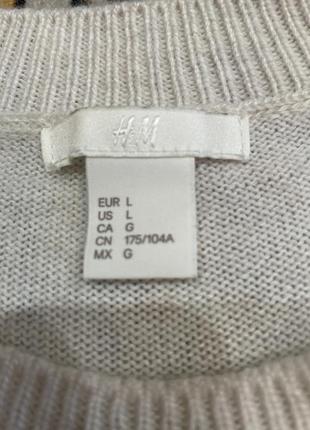 H&M
EUR L
US L
CA G
CN 175/104A
MX G